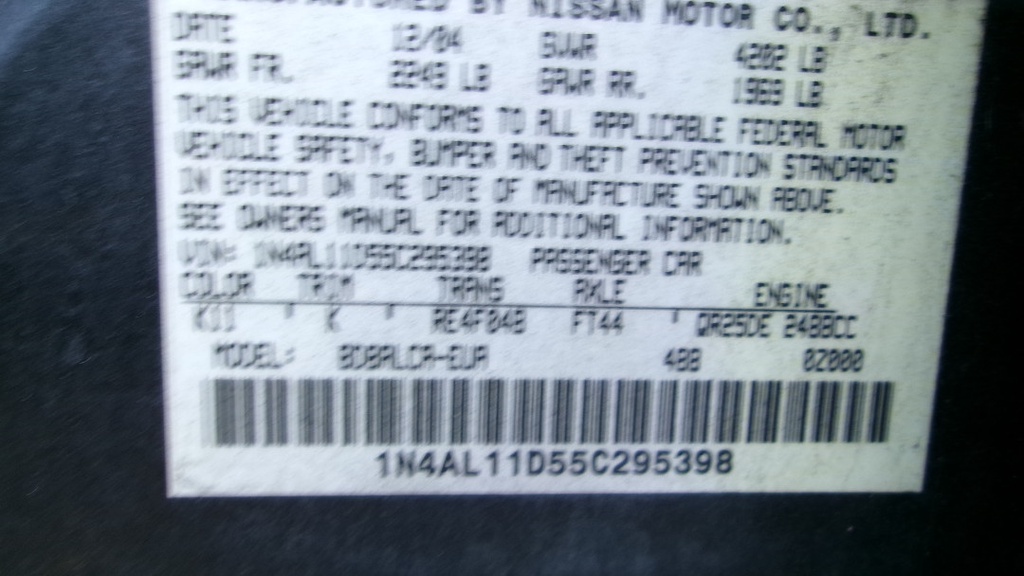 MANUFACTURED BY NISSAN MOTOR CO., LTD.
DATE 12/04 GVWR 4202 LB
GAWR FR. 2249 LB GAWR RR. 1969 LB
THIS VEHICLE CONFORMS TO ALL APPLICABLE FEDERAL MOTOR
VEHICLE SAFETY, BUMPER AND THEFT PREVENTION STANDARDS
IN EFFECT ON THE DATE OF MANUFACTURE SHOWN ABOVE.
SEE OWNERS MANUAL FOR ADDITIONAL INFORMATION.
VIN: 1N4AL11D55C295398 PASSENGER CAR
COLOR TRIM TRANS AXLE ENGINE
K11 K RE4F04B FT44 QR25DE 2488CC
MODEL: BDBALCA-EUA 4BB 0Z000
1N4AL11D55C295398